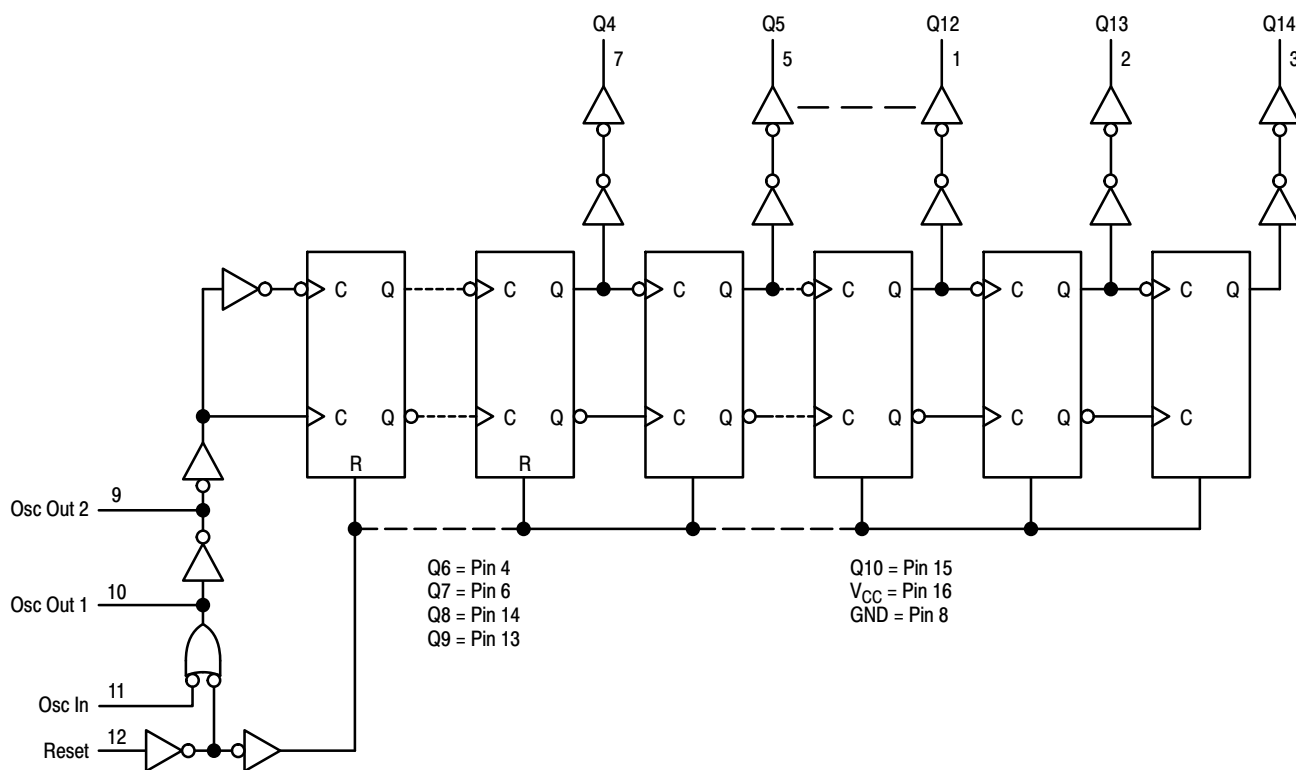 Q4 Q5 Q12 Q13 Q14
7 5 1 2 3
C Q C Q C Q C Q C Q C Q
C Q C Q C Q C Q C Q C
R R
Osc Out 2 9
Osc Out 1 10
Osc In 11
Reset 12
Q6 = Pin 4
Q7 = Pin 6
Q8 = Pin 14
Q9 = Pin 13
Q10 = Pin 15
VCC = Pin 16
GND = Pin 8